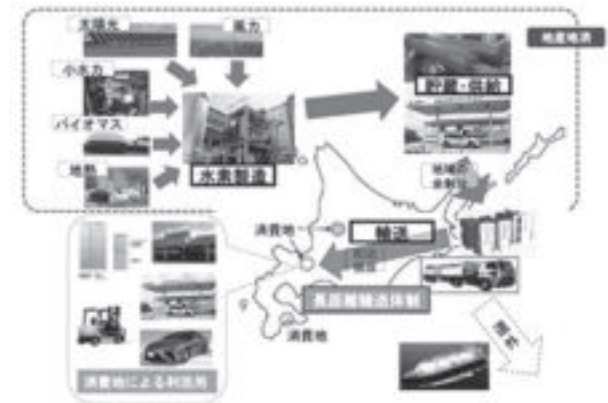 太陽光
風力
地産地消
小水力
バイオマス
地熱
水素製造
貯蔵・供給
消費地
輸送
長距離輸送体制
消費地
消費地による利活用